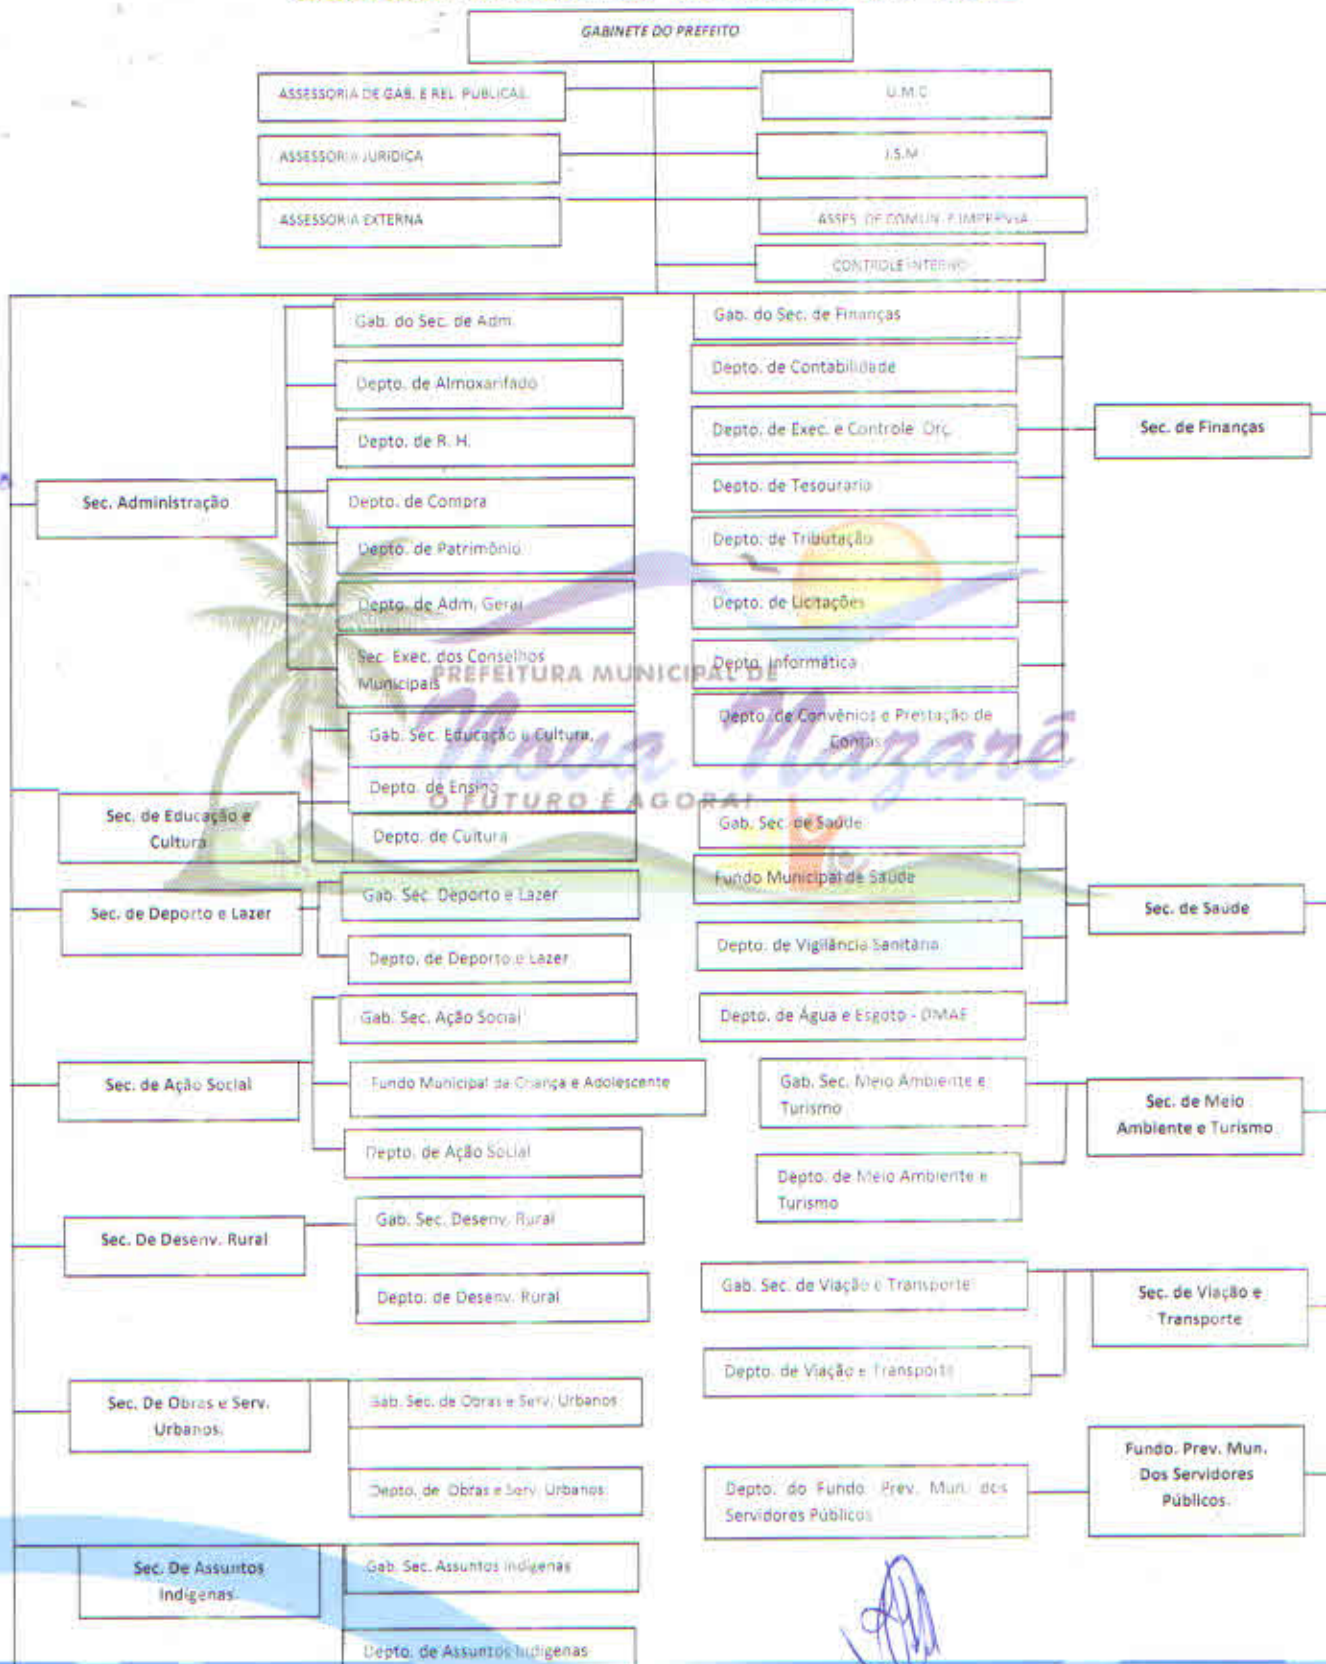 GABINETE DO PREFEITO
ASSESSORIA DE GAB. E REL. PUBLICAS.
U.M.C
ASSESSORIA JURIDICA
J.S.M
ASSESSORIA EXTERNA
ASSES. DE COMUN. E IMPRENSA
CONTROLE INTERNO
Gab. do Sec. de Adm.
Depto. de Almoxarifado
Depto. de R. H.
Sec. Administração
Depto. de Compra
Depto. de Patrimônio
Depto. de Adm. Geral
Sec. Exec. dos Conselhos
Municipais
Gab. do Sec. de Finanças
Depto. de Contabilidade
Depto. de Exec. e Controle Orç.
Sec. de Finanças
Depto. de Tesouraria
Depto. de Tributação
Depto. de Licitações
Depto. Informática
Depto. de Convênios e Prestação de
Contas
PREFEITURA MUNICIPAL DE
Nova Nazaré
O FUTURO É AGORA!
Gab. Sec. Educação e Cultura.
Depto. de Ensino
Sec. de Educação e
Cultura
Depto. de Cultura
Gab. Sec. Deporto e Lazer
Sec. de Deporto e Lazer
Depto. de Deporto e Lazer
Gab. Sec. de Saúde
Fundo Municipal de Saúde
Sec. de Saúde
Depto. de Vigilância Sanitária
Depto. de Água e Esgoto - DMAE
Gab. Sec. Ação Social
Sec. de Ação Social
Fundo Municipal da Criança e Adolescente
Depto. de Ação Social
Gab. Sec. Meio Ambiente e
Turismo
Sec. de Meio
Ambiente e Turismo
Depto. de Meio Ambiente e
Turismo
Gab. Sec. Desenv. Rural
Sec. De Desenv. Rural
Depto. de Desenv. Rural
Gab. Sec. de Viação e Transporte
Sec. de Viação e
Transporte
Depto. de Viação e Transporte
Sec. De Obras e Serv.
Urbanos.
Gab. Sec. de Obras e Serv. Urbanos
Depto. de Obras e Serv. Urbanos
Fundo. Prev. Mun.
Dos Servidores
Públicos.
Depto. do Fundo. Prev. Mun. dos
Servidores Públicos
Sec. De Assuntos
Indígenas.
Gab. Sec. Assuntos Indígenas
Depto. de Assuntos Indígenas